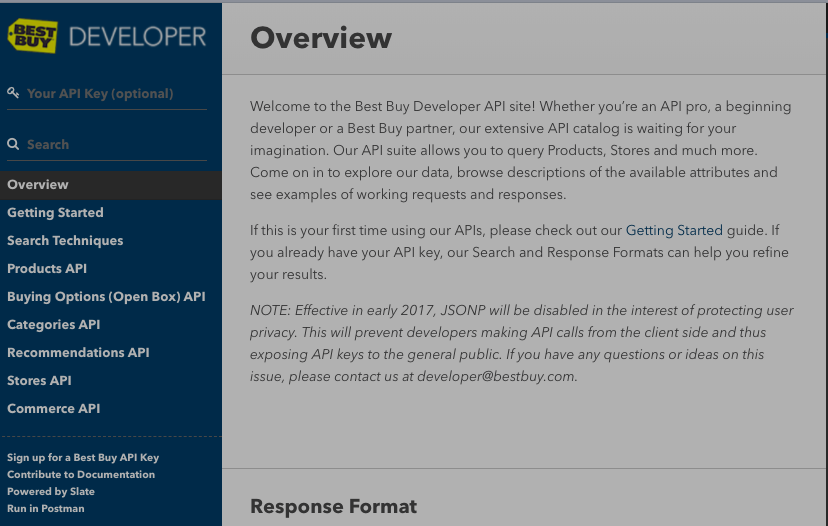 BEST BUY DEVELOPER
Your API Key (optional)
Search
Overview
Getting Started
Search Techniques
Products API
Buying Options (Open Box) API
Categories API
Recommendations API
Stores API
Commerce API
Sign up for a Best Buy API Key
Contribute to Documentation
Powered by Slate
Run in Postman
Overview
Welcome to the Best Buy Developer API site! Whether you're an API pro, a beginning
developer or a Best Buy partner, our extensive API catalog is waiting for your
imagination. Our API suite allows you to query Products, Stores and much more.
Come on in to explore our data, browse descriptions of the available attributes and
see examples of working requests and responses.
If this is your first time using our APIs, please check out our Getting Started guide. If
you already have your API key, our Search and Response Formats can help you refine
your results.
NOTE: Effective in early 2017, JSONP will be disabled in the interest of protecting user
privacy. This will prevent developers making API calls from the client side and thus
exposing API keys to the general public. If you have any questions or ideas on this
issue, please contact us at developer@bestbuy.com.
Response Format